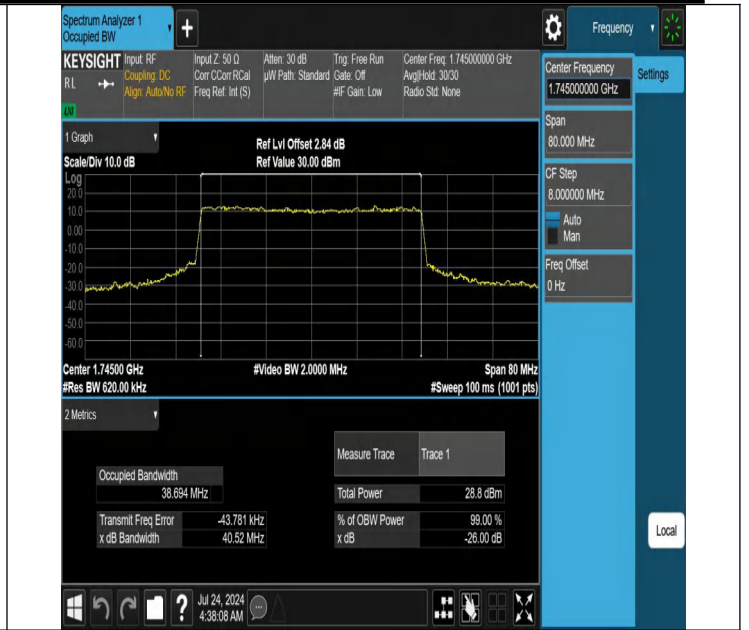 Spectrum Analyzer 1
Occupied BW
+
Frequency
KEYSIGHT
RL
LXI
Input: RF
Coupling: DC
Align: Auto/No RF
Input Z: 50 Ω
Corr CCorr RCal
Freq Ref: Int (S)
Atten: 30 dB
µW Path: Standard
Trig: Free Run
Gate: Off
#IF Gain: Low
Center Freq: 1.745000000 GHz
Avg|Hold: 30/30
Radio Std: None
Center Frequency
1.745000000 GHz
Settings
Span
80.000 MHz
CF Step
8.000000 MHz
Auto
Man
Freq Offset
0 Hz
1 Graph
Scale/Div 10.0 dB
Ref Lvl Offset 2.84 dB
Ref Value 30.00 dBm
Log
20.0
10.0
0.00
-10.0
-20.0
-30.0
-40.0
-50.0
-60.0
Center 1.74500 GHz
#Video BW 2.0000 MHz
Span 80 MHz
#Res BW 620.00 kHz
#Sweep 100 ms (1001 pts)
2 Metrics
Measure Trace
Trace 1
Occupied Bandwidth
38.694 MHz
Total Power
28.8 dBm
Transmit Freq Error
-43.781 kHz
% of OBW Power
99.00 %
x dB Bandwidth
40.52 MHz
x dB
-26.00 dB
Local
?
Jul 24, 2024
4:38:08 AM